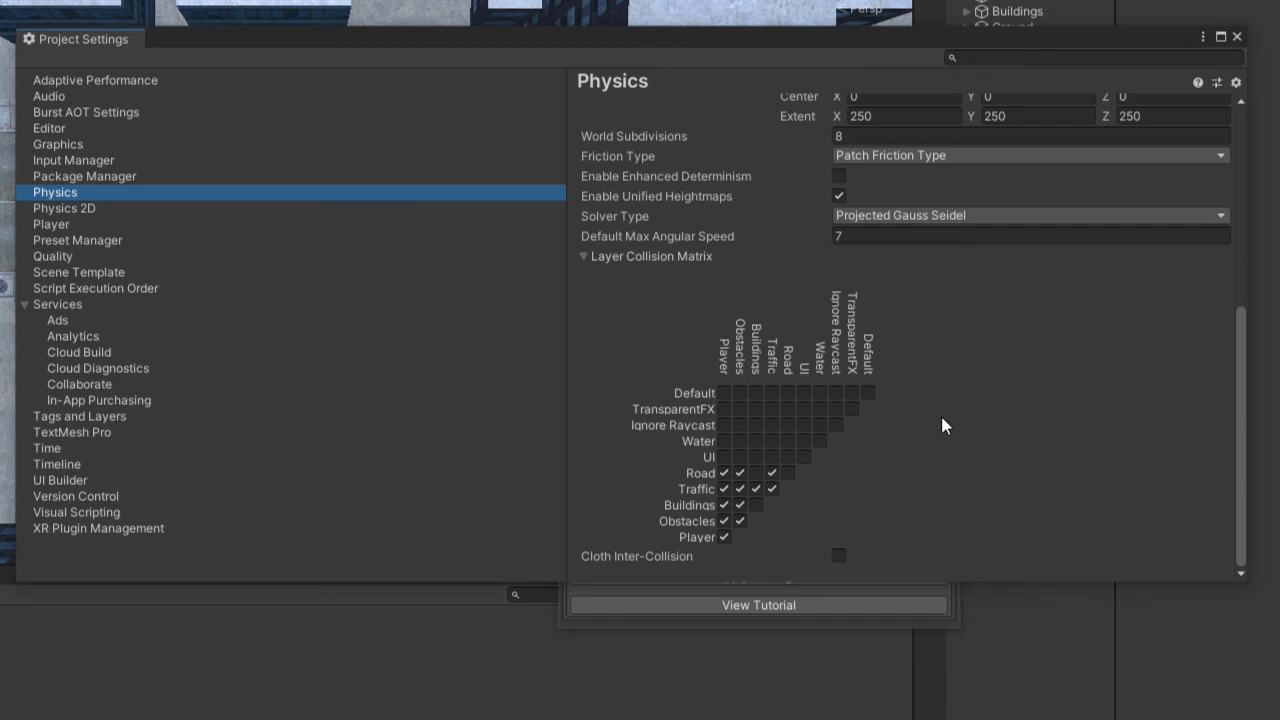 Persp
Buildings
Ground
Project Settings
Adaptive Performance
Audio
Burst AOT Settings
Editor
Graphics
Input Manager
Package Manager
Physics
Physics 2D
Player
Preset Manager
Quality
Scene Template
Script Execution Order
Services
Ads
Analytics
Cloud Build
Cloud Diagnostics
Collaborate
In-App Purchasing
Tags and Layers
TextMesh Pro
Time
Timeline
UI Builder
Version Control
Visual Scripting
XR Plugin Management
Physics
Center X 0 Y 0 Z 0
Extent X 250 Y 250 Z 250
World Subdivisions 8
Friction Type Patch Friction Type
Enable Enhanced Determinism
Enable Unified Heightmaps
Solver Type Projected Gauss Seidel
Default Max Angular Speed 7
Layer Collision Matrix
Player
Obstacles
Buildings
Traffic
Road
UI
Water
Ignore Raycast
TransparentFX
Default
Default
TransparentFX
Ignore Raycast
Water
UI
Road
Traffic
Buildings
Obstacles
Player
Cloth Inter-Collision
View Tutorial